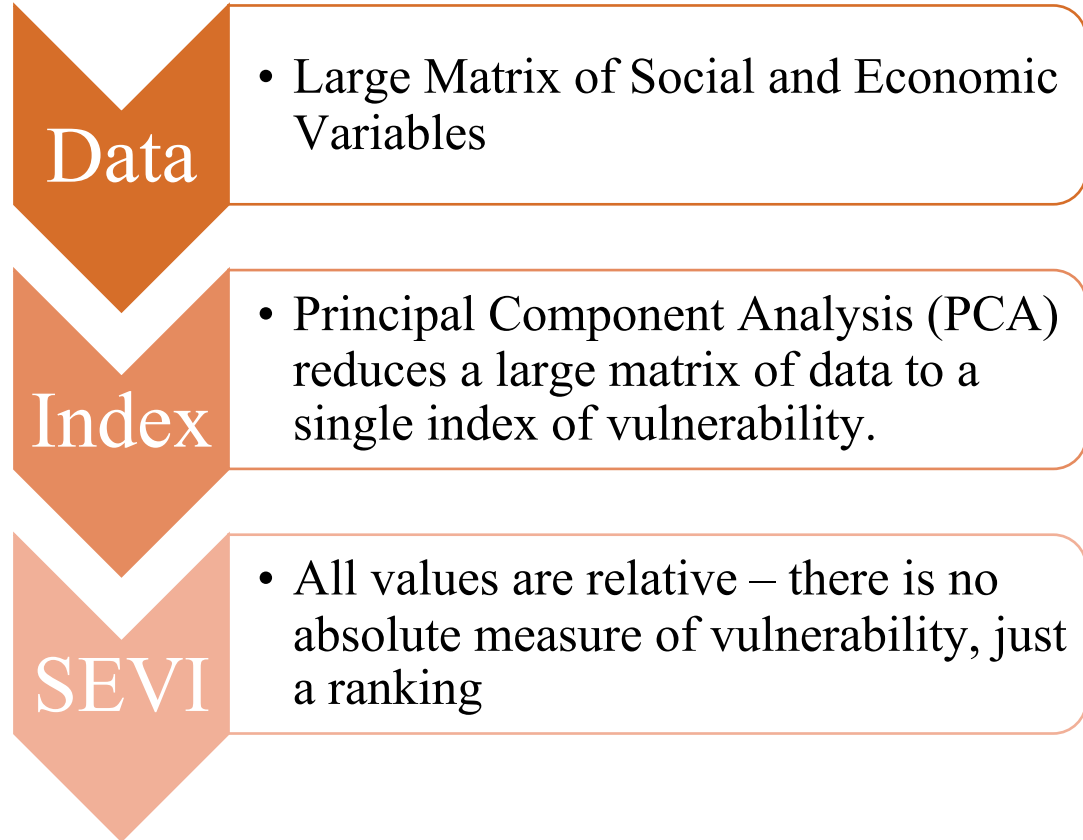 Data
• Large Matrix of Social and Economic
Variables
Index
• Principal Component Analysis (PCA)
reduces a large matrix of data to a
single index of vulnerability.
SEVI
• All values are relative – there is no
absolute measure of vulnerability, just
a ranking